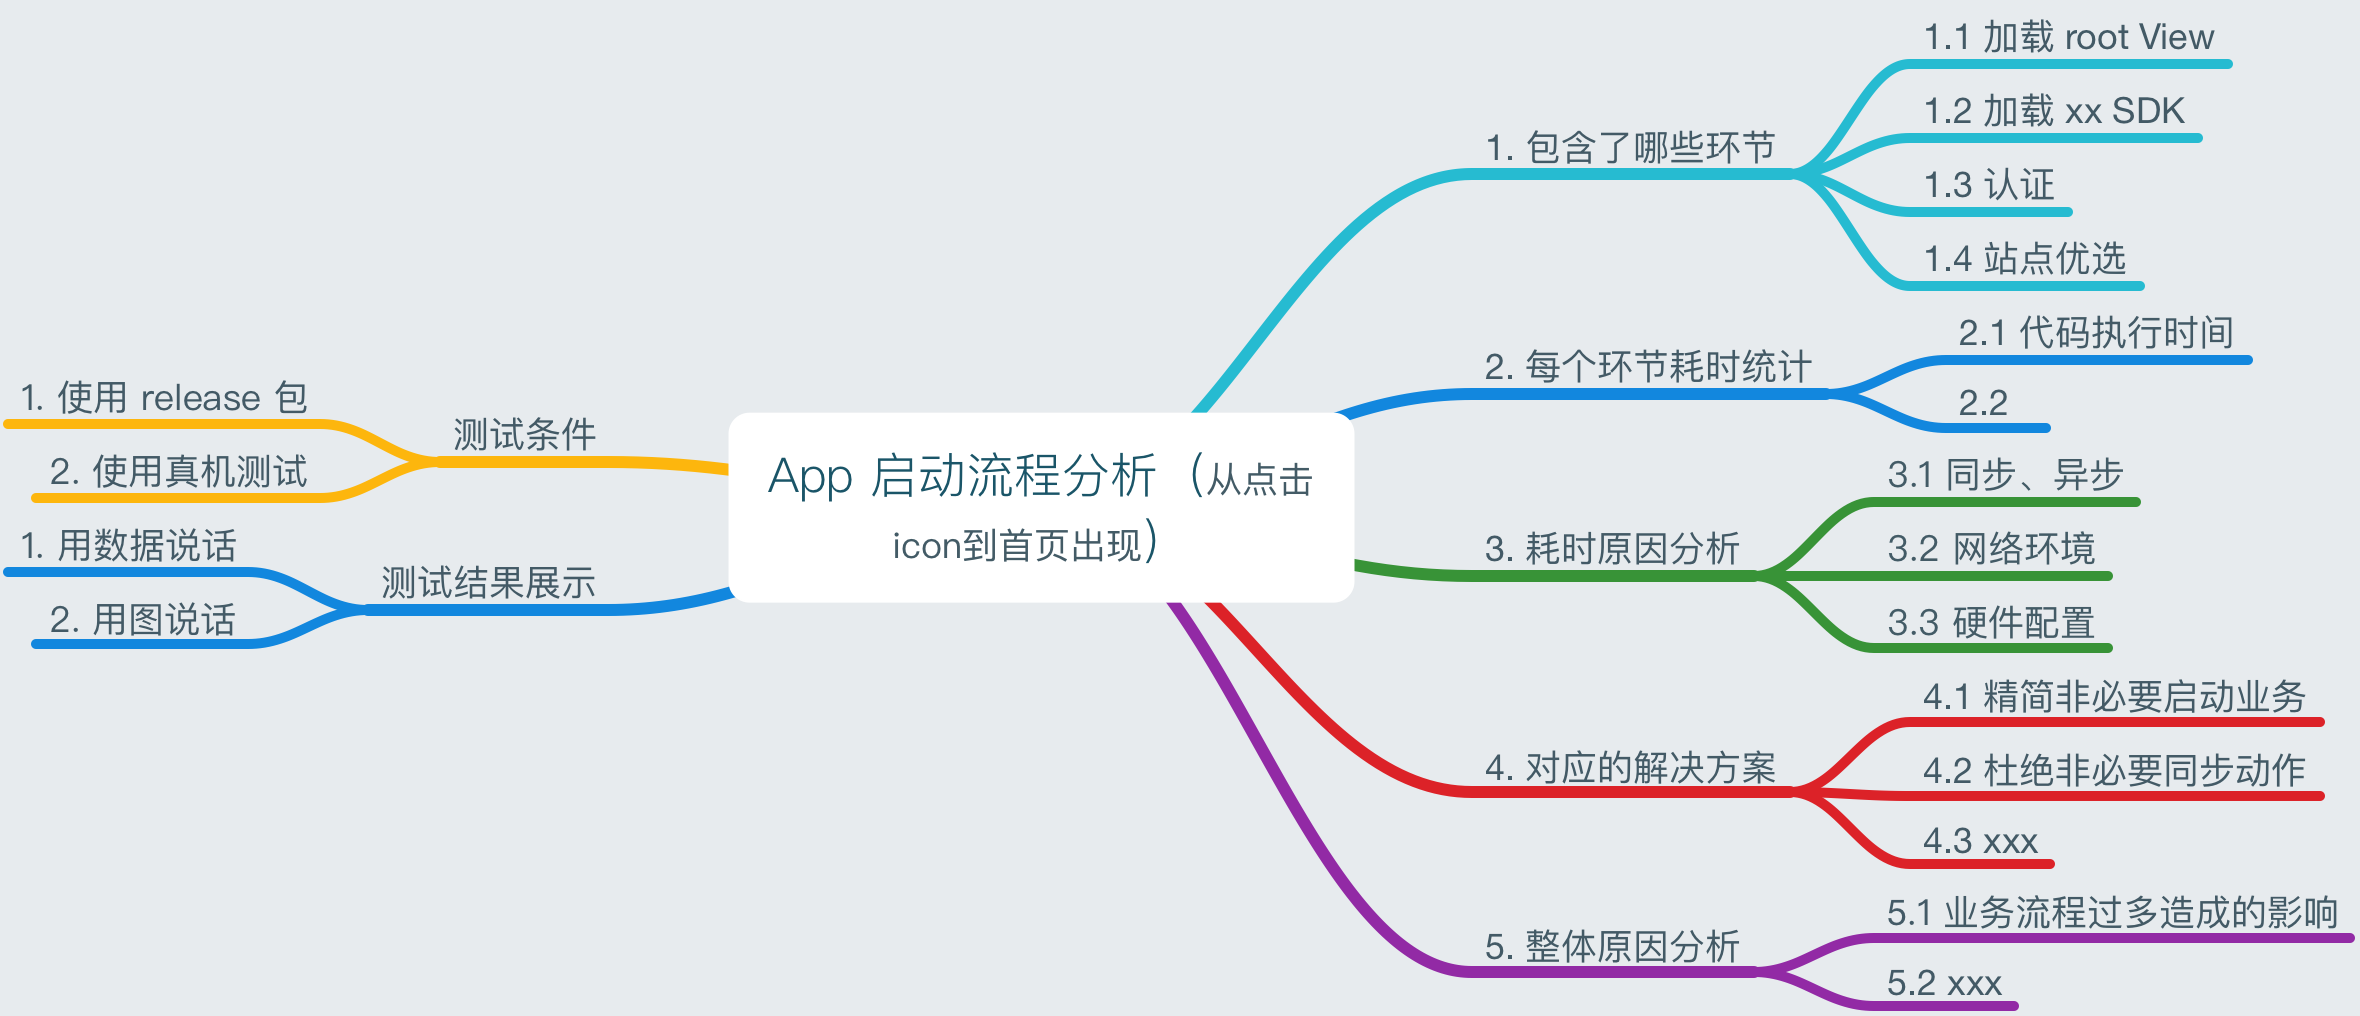 App 启动流程分析（从点击
icon到首页出现）
1. 包含了哪些环节
1.1 加载 root View
1.2 加载 xx SDK
1.3 认证
1.4 站点优选
2. 每个环节耗时统计
2.1 代码执行时间
2.2
3. 耗时原因分析
3.1 同步、异步
3.2 网络环境
3.3 硬件配置
4. 对应的解决方案
4.1 精简非必要启动业务
4.2 杜绝非必要同步动作
4.3 xxx
5. 整体原因分析
5.1 业务流程过多造成的影响
5.2 xxx
测试条件
1. 使用 release 包
2. 使用真机测试
测试结果展示
1. 用数据说话
2. 用图说话